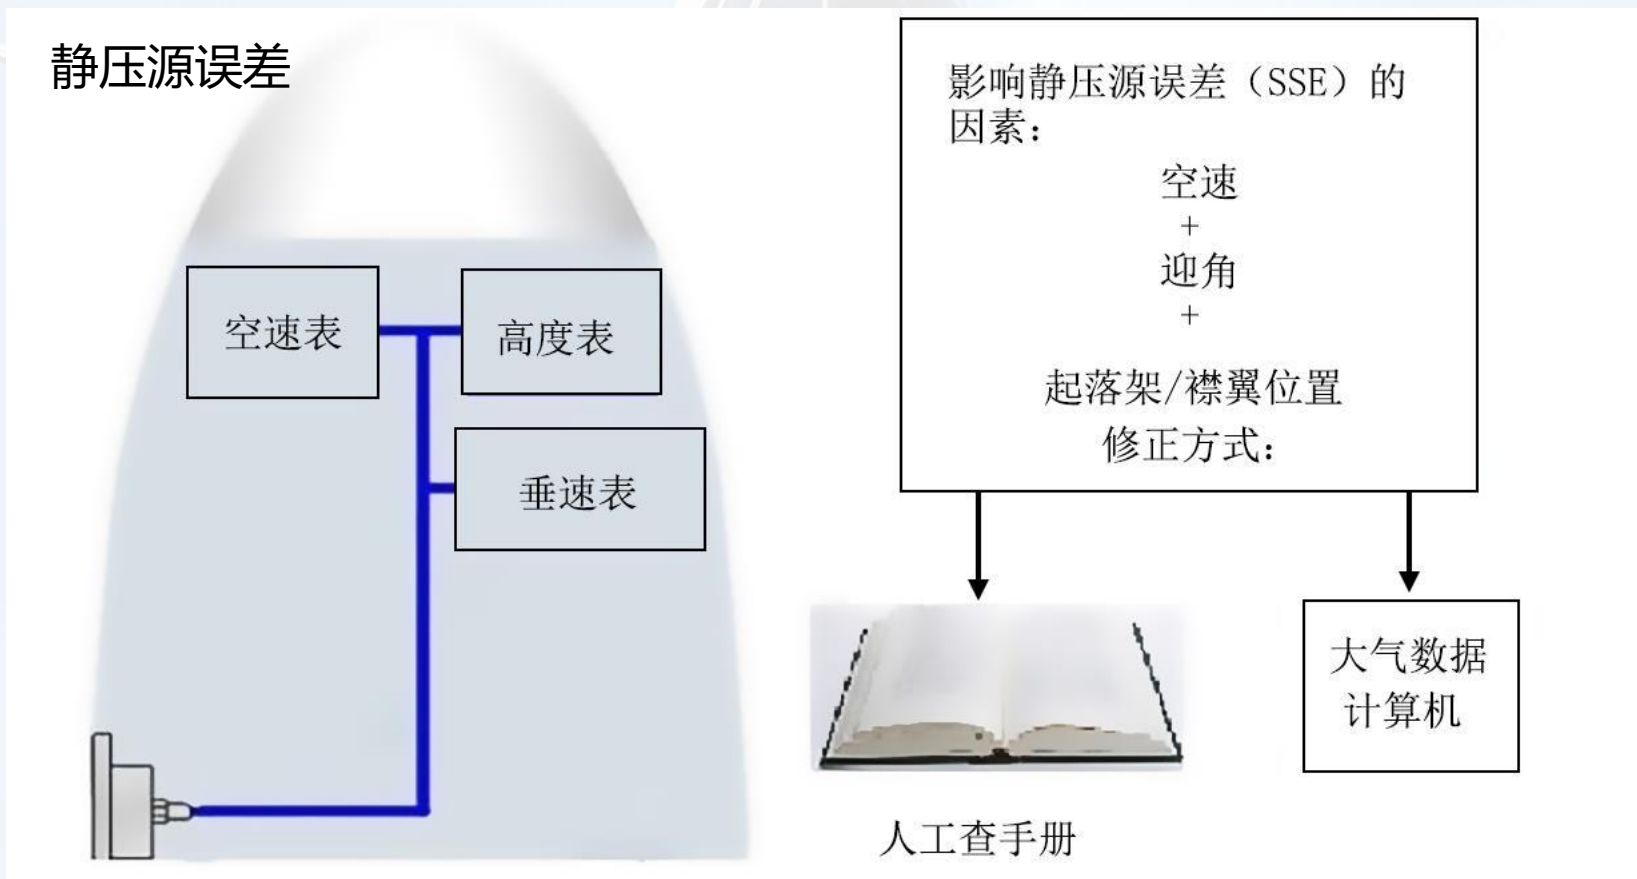 静压源误差
空速表
高度表
垂速表
影响静压源误差（SSE）的
因素：
空速
+
迎角
+
起落架/襟翼位置
修正方式：
人工查手册
大气数据
计算机